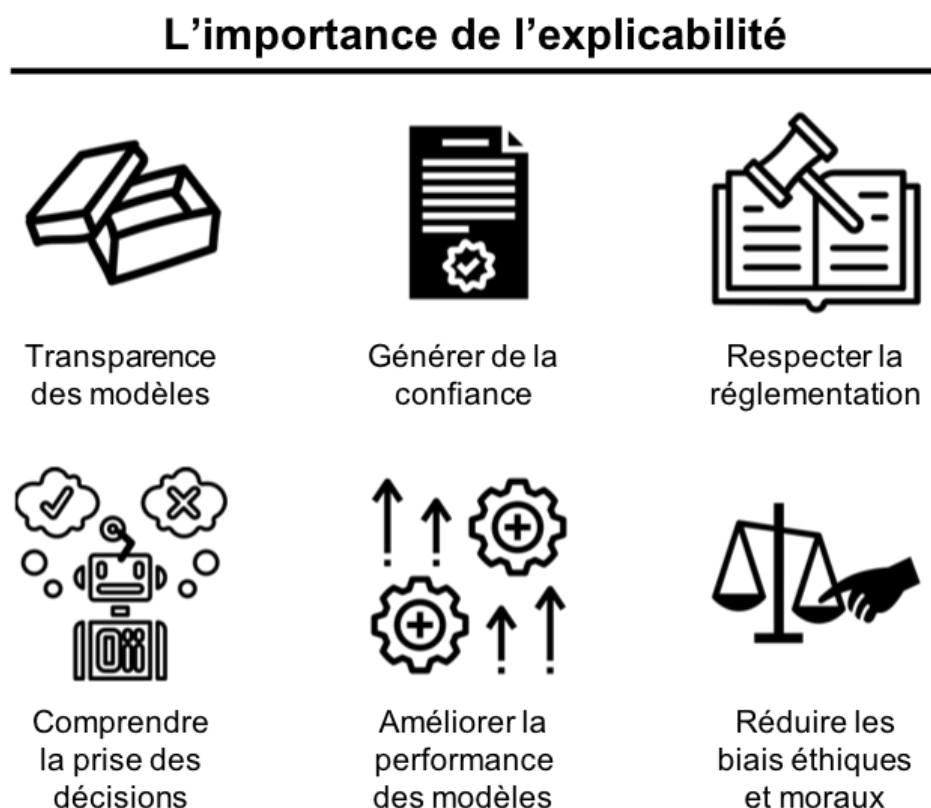 L'importance de l'explicabilité
Transparence
des modèles
Générer de la
confiance
Respecter la
réglementation
Comprendre
la prise des
décisions
Améliorer la
performance
des modèles
Réduire les
biais éthiques
et moraux